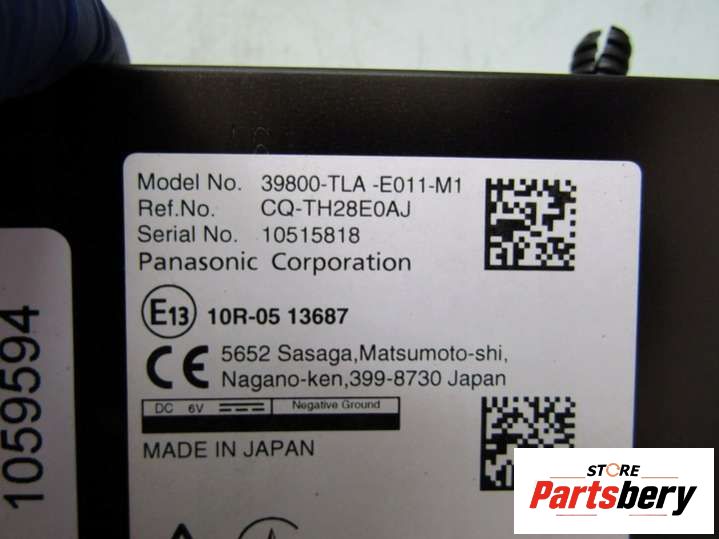 Model No. 39800-TLA -E011-M1
Ref.No. CQ-TH28E0AJ
Serial No. 10515818
Panasonic Corporation
E13 10R-05 13687
CE 5652 Sasaga,Matsumoto-shi,
Nagano-ken,399-8730 Japan
DC 6V Negative Ground
MADE IN JAPAN
1059594
STORE
Partsbery